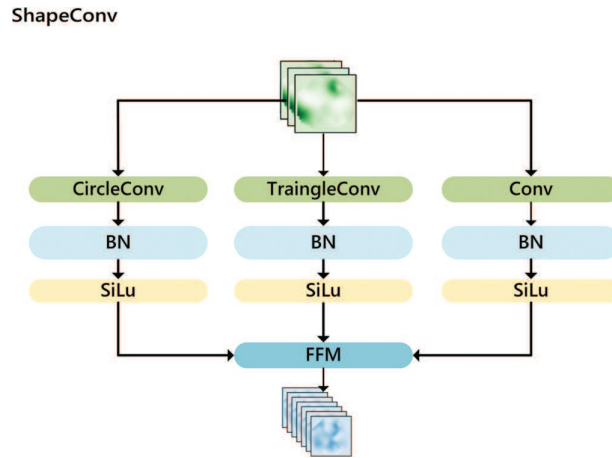 ShapeConv
CircleConv TraingleConv Conv
BN BN BN
SiLu SiLu SiLu
FFM